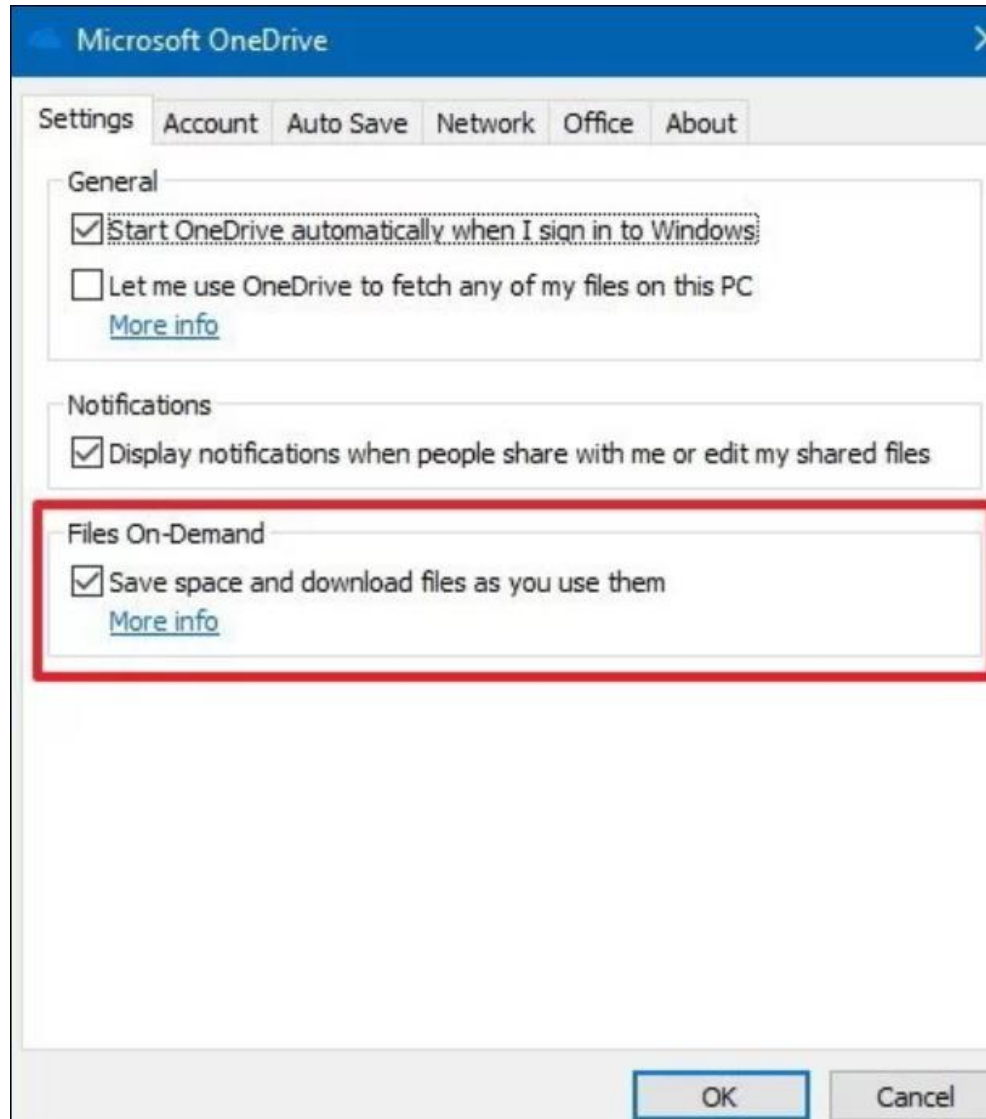 Microsoft OneDrive
Settings Account Auto Save Network Office About
General
Start OneDrive automatically when I sign in to Windows
Let me use OneDrive to fetch any of my files on this PC
More info
Notifications
Display notifications when people share with me or edit my shared files
Files On-Demand
Save space and download files as you use them
More info
OK Cancel